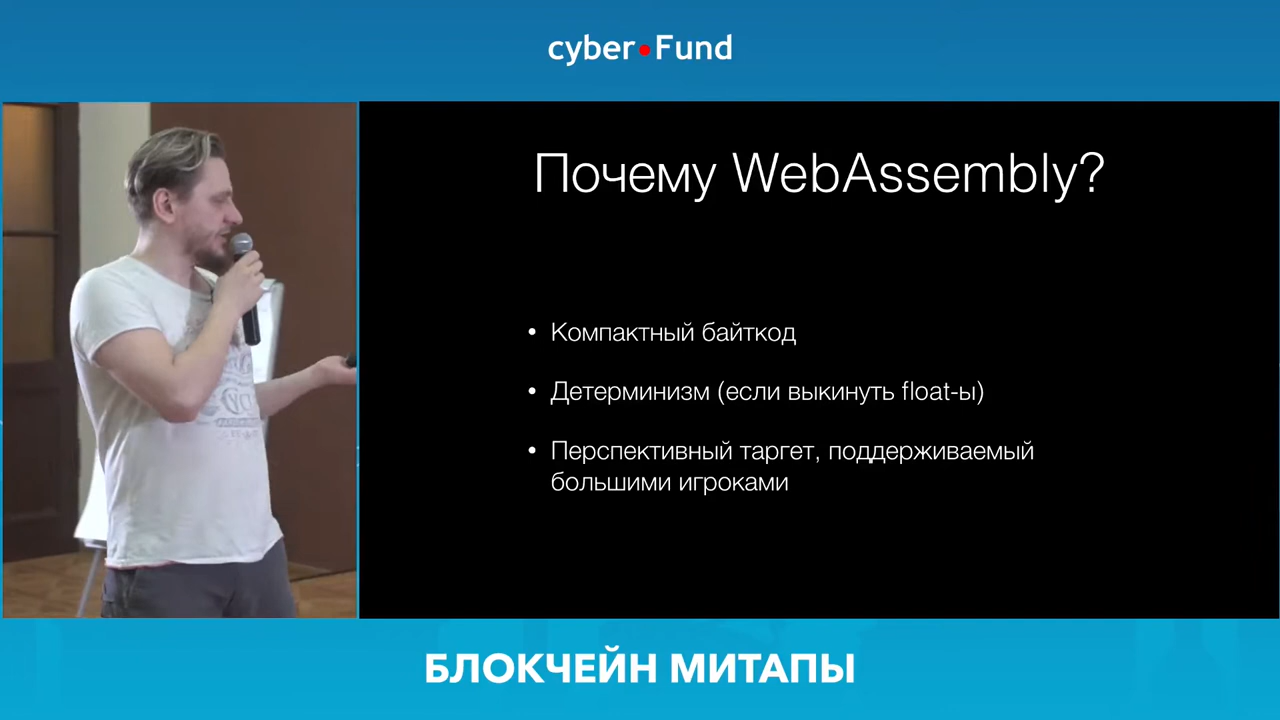 cyber•Fund
Почему WebAssembly?
• Компактный байткод
• Детерминизм (если выкинуть float-ы)
• Перспективный таргет, поддерживаемый
большими игроками
БЛОКЧЕЙН МИТАПЫ